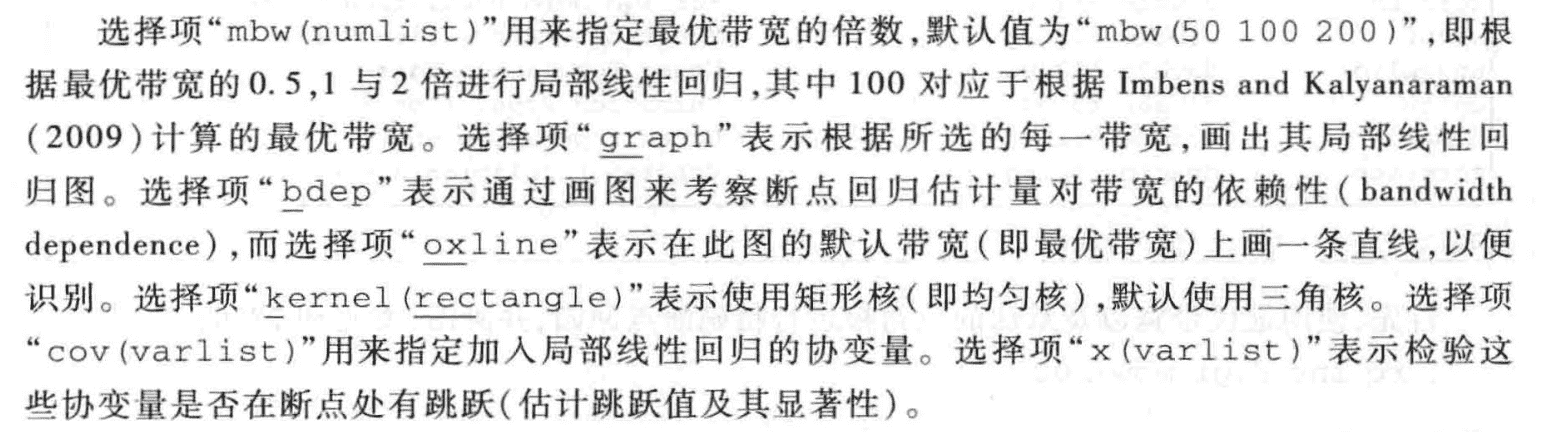 选择项“mbw(numlist)”用来指定最优带宽的倍数,默认值为“mbw(50 100 200)”,即根
据最优带宽的0.5,1与2倍进行局部线性回归,其中100对应于根据Imbens and Kalyanaraman
(2009)计算的最优带宽。选择项“graph”表示根据所选的每一带宽,画出其局部线性回
归图。选择项“bdep”表示通过画图来考察断点回归估计量对带宽的依赖性(bandwidth
dependence),而选择项“oxline”表示在此图的默认带宽(即最优带宽)上画一条直线,以便
识别。选择项“kernel(rectangle)”表示使用矩形核(即均匀核),默认使用三角核。选择项
“cov(varlist)”用来指定加入局部线性回归的协变量。选择项“x(varlist)”表示检验这
些协变量是否在断点处有跳跃(估计跳跃值及其显著性)。